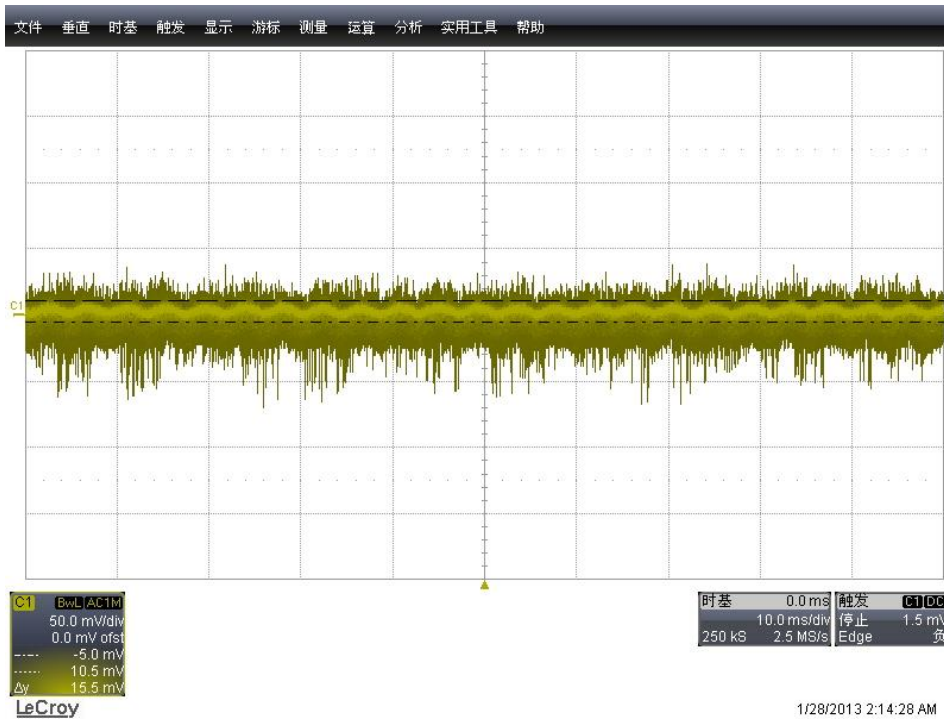 文件 垂直 时基 触发 显示 游标 测量 运算 分析 实用工具 帮助
C1
C1 BwL AC1M
50.0 mV/div
0.0 mV ofst
-5.0 mV
10.5 mV
Δy 15.5 mV
时基 0.0 ms
10.0 ms/div
250 kS 2.5 MS/s
触发 C1 DC
停止 1.5 mV
Edge 负
LeCroy
1/28/2013 2:14:28 AM